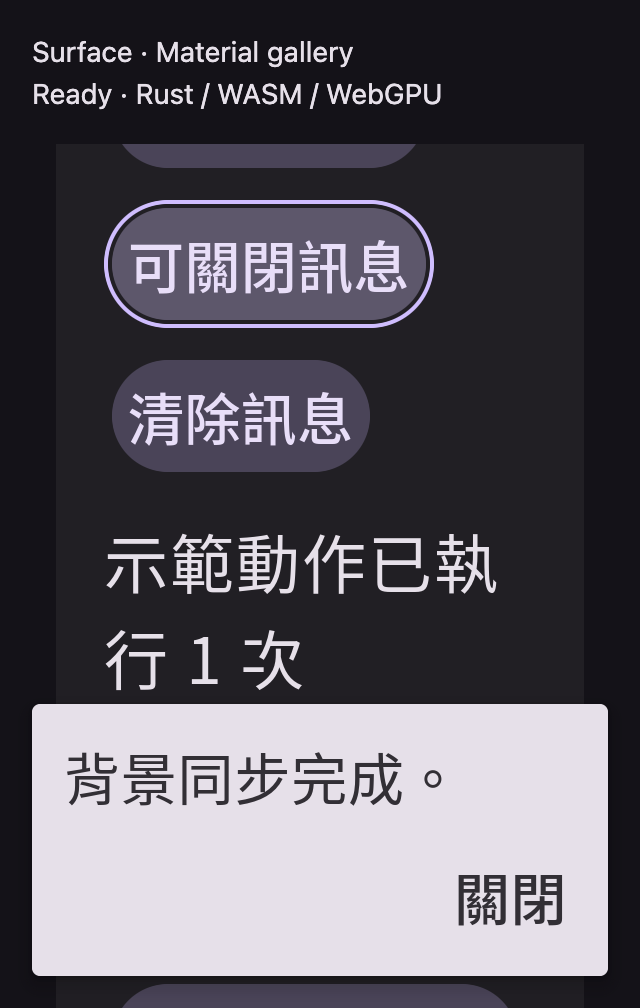 Surface · Material gallery
Ready · Rust / WASM / WebGPU
可關閉訊息
清除訊息
示範動作已執
行 1 次
背景同步完成。
關閉